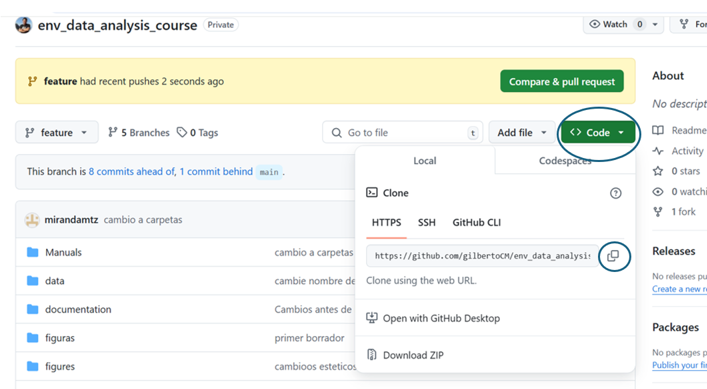 env_data_analysis_course Private
Watch 0
feature had recent pushes 2 seconds ago
Compare & pull request
feature
5 Branches
0 Tags
Go to file
t
Add file
Code
This branch is 8 commits ahead of, 1 commit behind main .
Local
Codespaces
Clone
HTTPS
SSH
GitHub CLI
https://github.com/gilbertoCM/env_data_analysis
Clone using the web URL.
Open with GitHub Desktop
Download ZIP
mirandamtz cambio a carpetas
Manuals cambio a carpetas
data cambie nombre de
documentation Cambios antes de
figuras primer borrador
figures cambioos esteticos
About
No
Readme
Activity
0 stars
0
1 fork
Releases
No releases
Create a new
Packages
No packages
Publish your